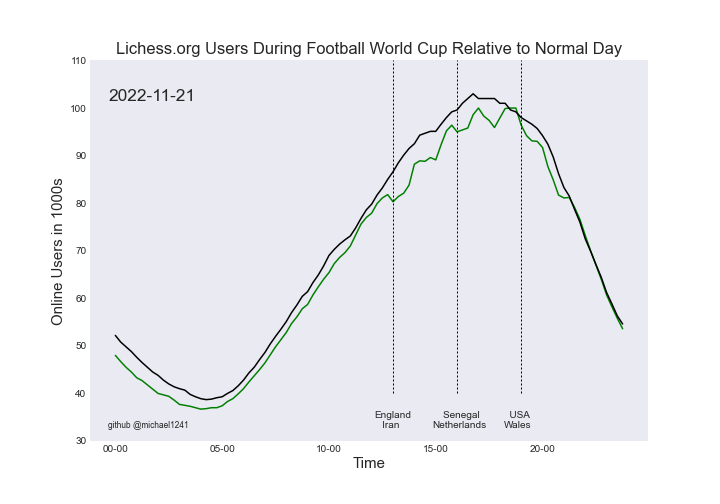 Lichess.org Users During Football World Cup Relative to Normal Day
110
2022-11-21
100
90
80
70
60
50
40
30
Online Users in 1000s
England
Iran
Senegal
Netherlands
USA
Wales
github @michael1241
00-00
05-00
10-00
15-00
20-00
Time